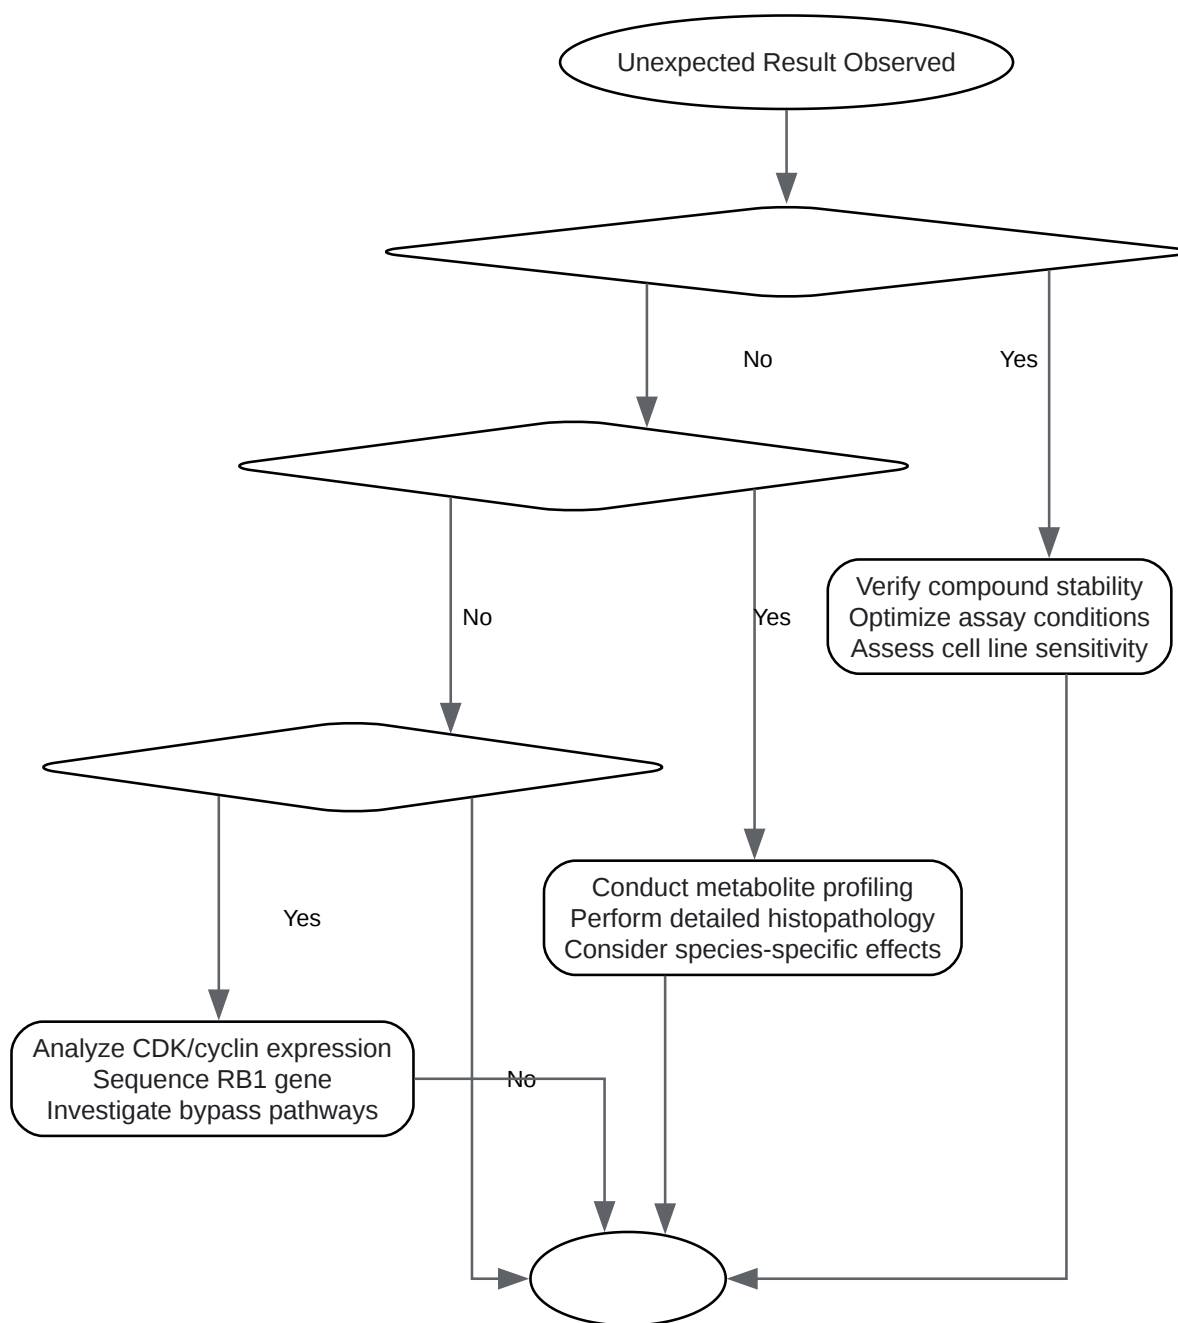 Unexpected Result Observed
No
Yes
No
Yes
Verify compound stability
Optimize assay conditions
Assess cell line sensitivity
Yes
Conduct metabolite profiling
Perform detailed histopathology
Consider species-specific effects
Analyze CDK/cyclin expression
Sequence RB1 gene
Investigate bypass pathways
No